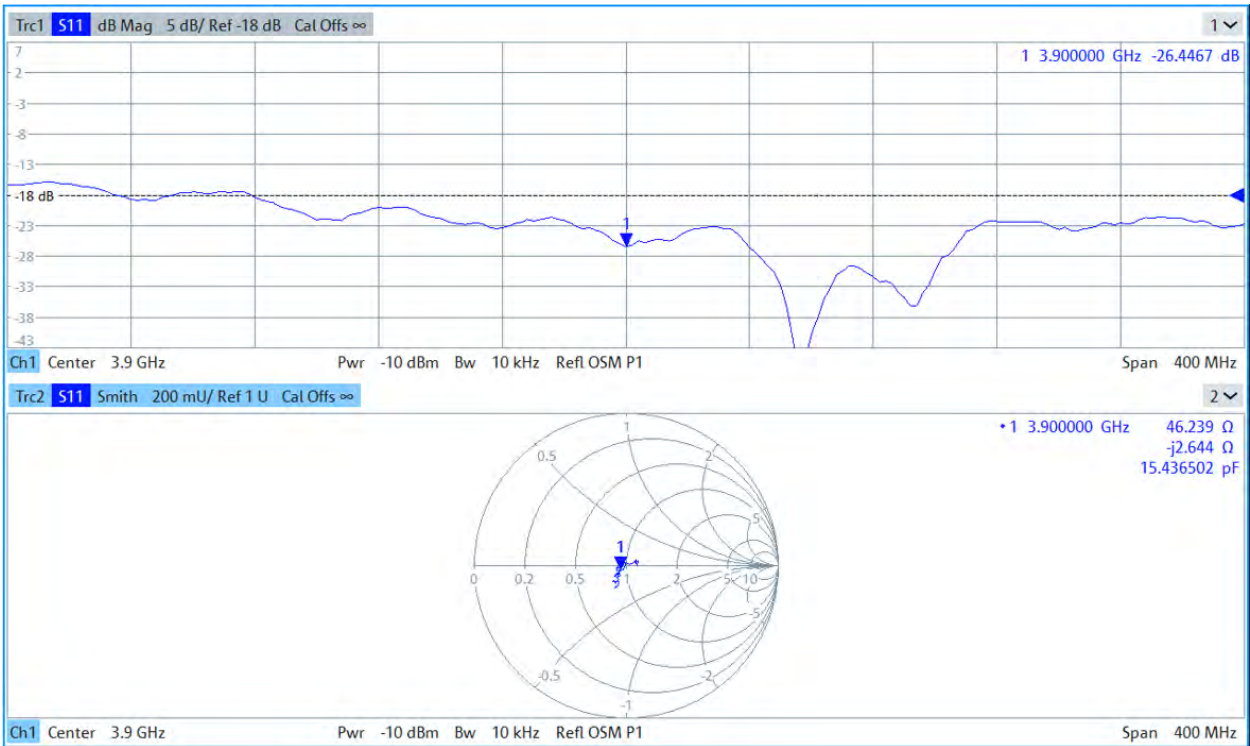 Trc1 S11 dB Mag 5 dB/ Ref -18 dB Cal Offs ∞ 1
7
1 3.900000 GHz -26.4467 dB
2
-3
-8
-13
-18 dB
-23
1
-28
-33
-38
-43
Ch1 Center 3.9 GHz Pwr -10 dBm Bw 10 kHz Refl OSM P1 Span 400 MHz
Trc2 S11 Smith 200 mU/ Ref 1 U Cal Offs ∞ 2
•1 3.900000 GHz 46.239 Ω
-j2.644 Ω
15.436502 pF
1
0.5 2
5
1
0 0.2 0.5 1 2 5 10
-5
-0.5 -2
-1
Ch1 Center 3.9 GHz Pwr -10 dBm Bw 10 kHz Refl OSM P1 Span 400 MHz